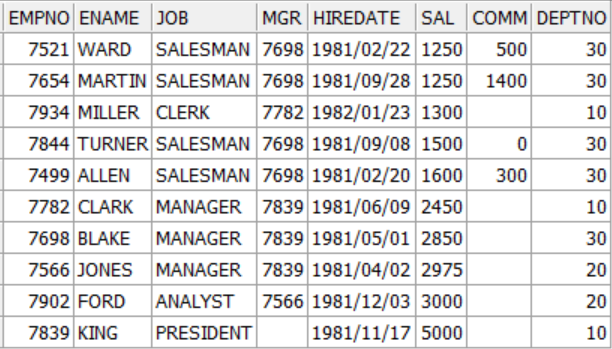 EMPNO ENAME JOB MGR HIREDATE SAL COMM DEPTNO
7521 WARD SALESMAN 7698 1981/02/22 1250 500 30
7654 MARTIN SALESMAN 7698 1981/09/28 1250 1400 30
7934 MILLER CLERK 7782 1982/01/23 1300 10
7844 TURNER SALESMAN 7698 1981/09/08 1500 0 30
7499 ALLEN SALESMAN 7698 1981/02/20 1600 300 30
7782 CLARK MANAGER 7839 1981/06/09 2450 10
7698 BLAKE MANAGER 7839 1981/05/01 2850 30
7566 JONES MANAGER 7839 1981/04/02 2975 20
7902 FORD ANALYST 7566 1981/12/03 3000 20
7839 KING PRESIDENT 1981/11/17 5000 10